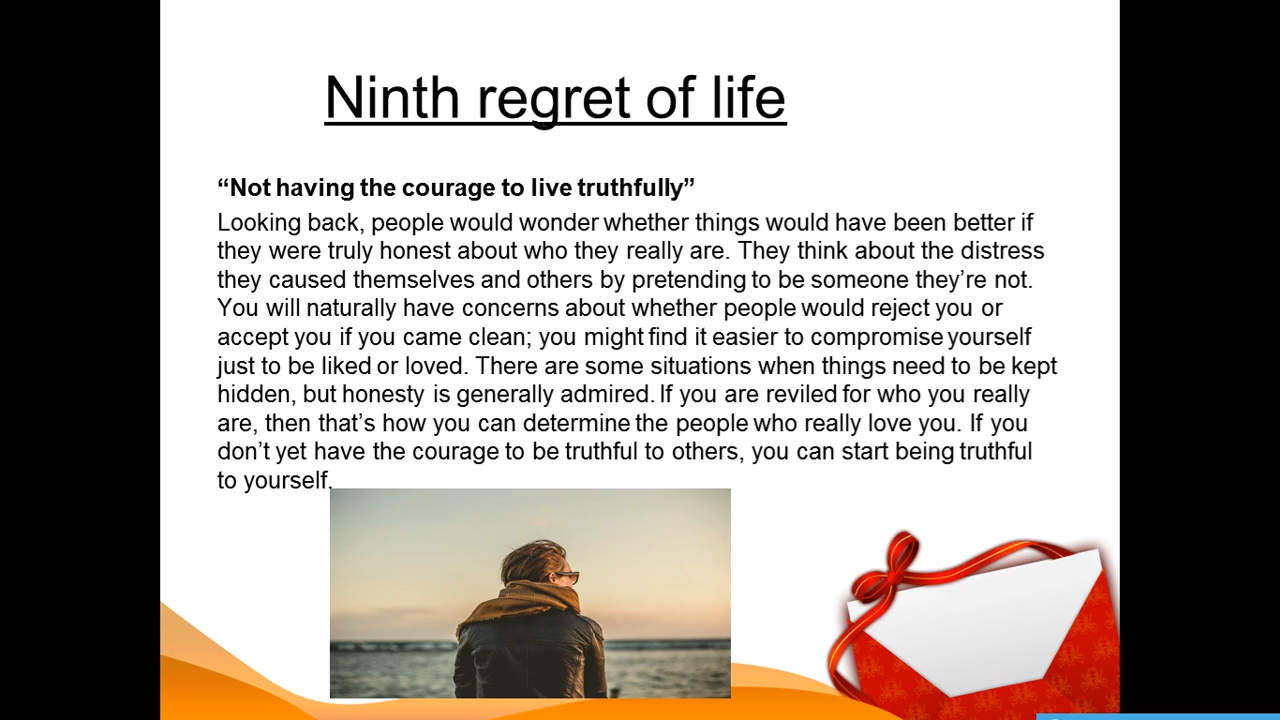 Ninth regret of life
“Not having the courage to live truthfully”
Looking back, people would wonder whether things would have been better if
they were truly honest about who they really are. They think about the distress
they caused themselves and others by pretending to be someone they’re not.
You will naturally have concerns about whether people would reject you or
accept you if you came clean; you might find it easier to compromise yourself
just to be liked or loved. There are some situations when things need to be kept
hidden, but honesty is generally admired. If you are reviled for who you really
are, then that’s how you can determine the people who really love you. If you
don’t yet have the courage to be truthful to others, you can start being truthful
to yourself.